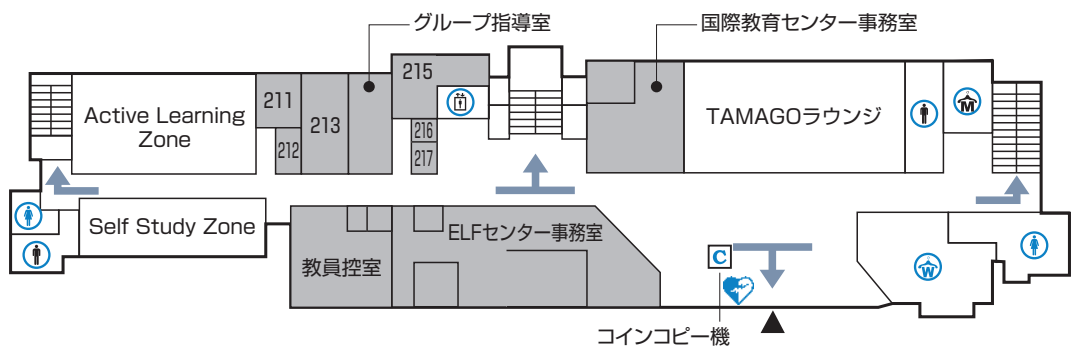 グループ指導室
国際教育センター事務室
215
211
Active Learning
Zone
213
TAMAGOラウンジ
M
216
212
217
Self Study Zone
ELFセンター事務室
教員控室
C
W
コインコピー機